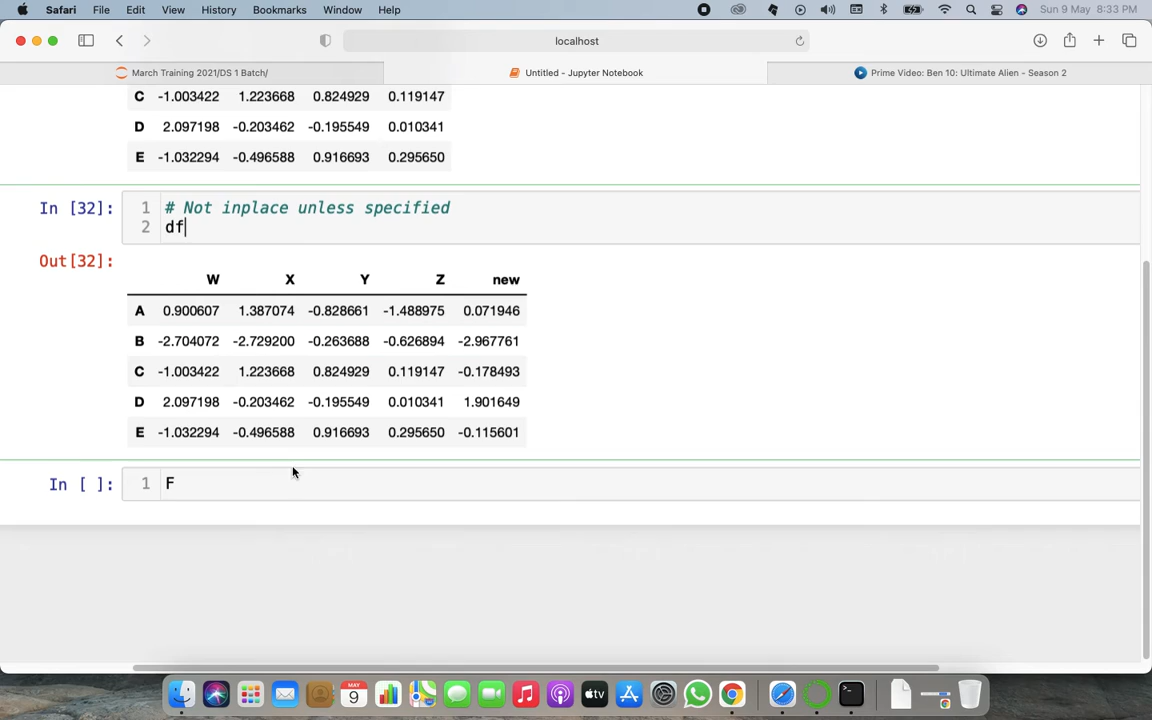 Safari File Edit View History Bookmarks Window Help Sun 9 May 8:33 PM
localhost
March Training 2021/DS 1 Batch/ Untitled - Jupyter Notebook Prime Video: Ben 10: Ultimate Alien - Season 2
C -1.003422 1.223668 0.824929 0.119147
D 2.097198 -0.203462 -0.195549 0.010341
E -1.032294 -0.496588 0.916693 0.295650
In [32]: 1 # Not inplace unless specified
2 df
Out[32]:
W X Y Z new
A 0.900607 1.387074 -0.828661 -1.488975 0.071946
B -2.704072 -2.729200 -0.263688 -0.626894 -2.967761
C -1.003422 1.223668 0.824929 0.119147 -0.178493
D 2.097198 -0.203462 -0.195549 0.010341 1.901649
E -1.032294 -0.496588 0.916693 0.295650 -0.115601
In [ ]: 1 F
MAY
9
tv